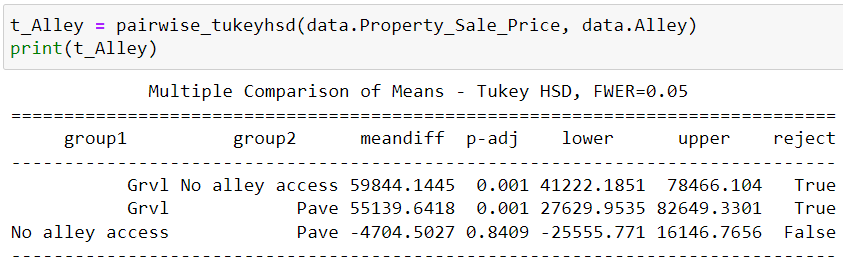 t_Alley = pairwise_tukeyhsd(data.Property_Sale_Price, data.Alley)
print(t_Alley)
Multiple Comparison of Means - Tukey HSD, FWER=0.05
==============================================================================
group1 group2 meandiff p-adj lower upper reject
------------------------------------------------------------------------------
Grvl No alley access 59844.1445 0.001 41222.1851 78466.104 True
Grvl Pave 55139.6418 0.001 27629.9535 82649.3301 True
No alley access Pave -4704.5027 0.8409 -25555.771 16146.7656 False
------------------------------------------------------------------------------